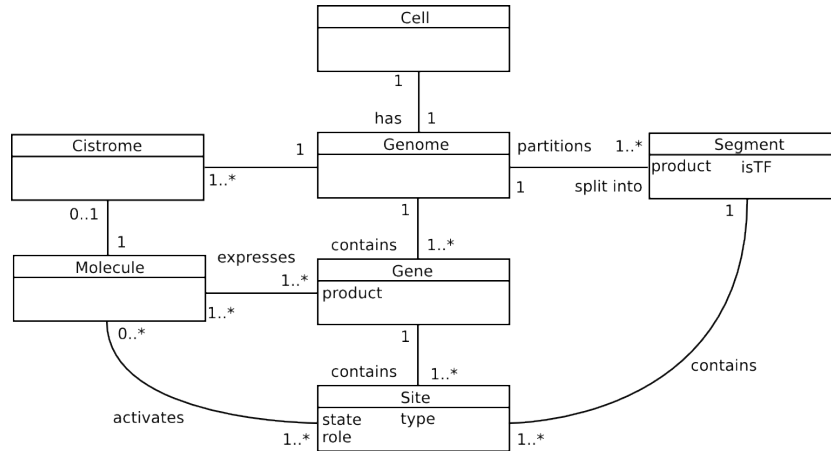 Cell
1
has 1
Cistrome
1
Genome
partitions 1..*
Segment
product isTF
1..*
1
split into
0..1
1
1
1
contains 1..*
Molecule
expresses
Gene
1..*
product
1..*
0..*
1
contains 1..*
contains
Site
activates
state type
role
1..*
1..*